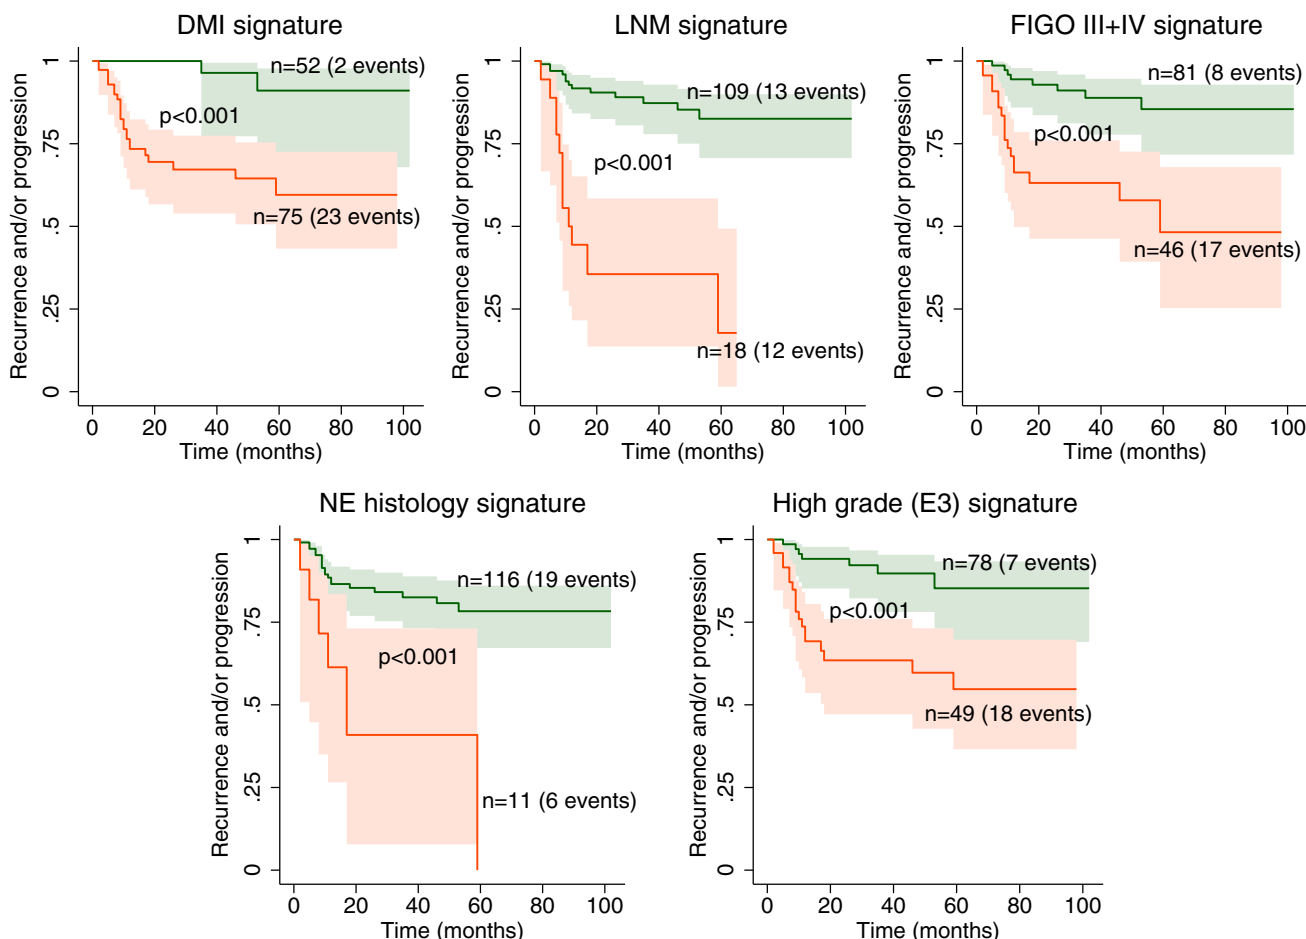 DMI signature
Recurrence and/or progression
1
.75
.5
.25
0
n=52 (2 events)
p<0.001
n=75 (23 events)
0 20 40 60 80 100
Time (months)
LNM signature
Recurrence and/or progression
1
.75
.5
.25
0
n=109 (13 events)
p<0.001
n=18 (12 events)
0 20 40 60 80 100
Time (months)
FIGO III+IV signature
Recurrence and/or progression
1
.75
.5
.25
0
n=81 (8 events)
p<0.001
n=46 (17 events)
0 20 40 60 80 100
Time (months)
NE histology signature
Recurrence and/or progression
1
.75
.5
.25
0
n=116 (19 events)
p<0.001
n=11 (6 events)
0 20 40 60 80 100
Time (months)
High grade (E3) signature
Recurrence and/or progression
1
.75
.5
.25
0
n=78 (7 events)
p<0.001
n=49 (18 events)
0 20 40 60 80 100
Time (months)